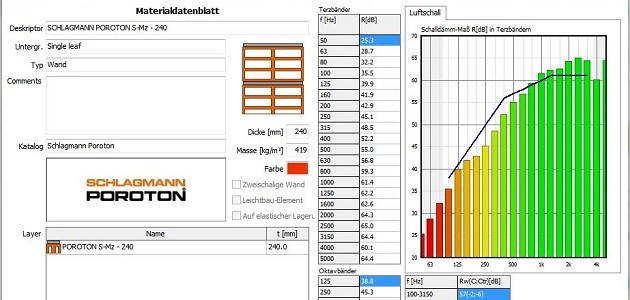 Materialdatenblatt
Deskriptor SCHLAGMANN POROTON S-Mz - 240
Untergr. Single leaf
Typ Wand
Comments
Dicke [mm] 240
Masse [kg/m²] 419
Katalog Schlagmann Poroton
Farbe
SCHLAGMANN
POROTON
Zweischalige Wand
Leichtbau-Element
Auf elastischer Lageru
Layer Name t [mm]
POROTON S-Mz - 240 240.0
Terzbänder
f [Hz] R[dB]
50 25.3
63 28.7
80 32.2
100 35.5
125 39.9
160 41.9
200 42.9
250 45.1
315 48.5
400 52.2
500 55.0
630 56.8
800 59.3
1000 61.4
1250 62.2
1600 62.6
2000 64.3
2500 65.0
3150 64.4
4000 60.1
5000 64.4
Oktavbänder
125 38.8
250 45.3
Luftschall
Schalldämm-Maß R[dB] in Terzbändern
70
65
60
55
50
45
40
35
30
25
20
63 125 250 500 1k 2k 4k
f [Hz] Rw(C;Ctr)[dB]
100-3150 57(-2;-6)